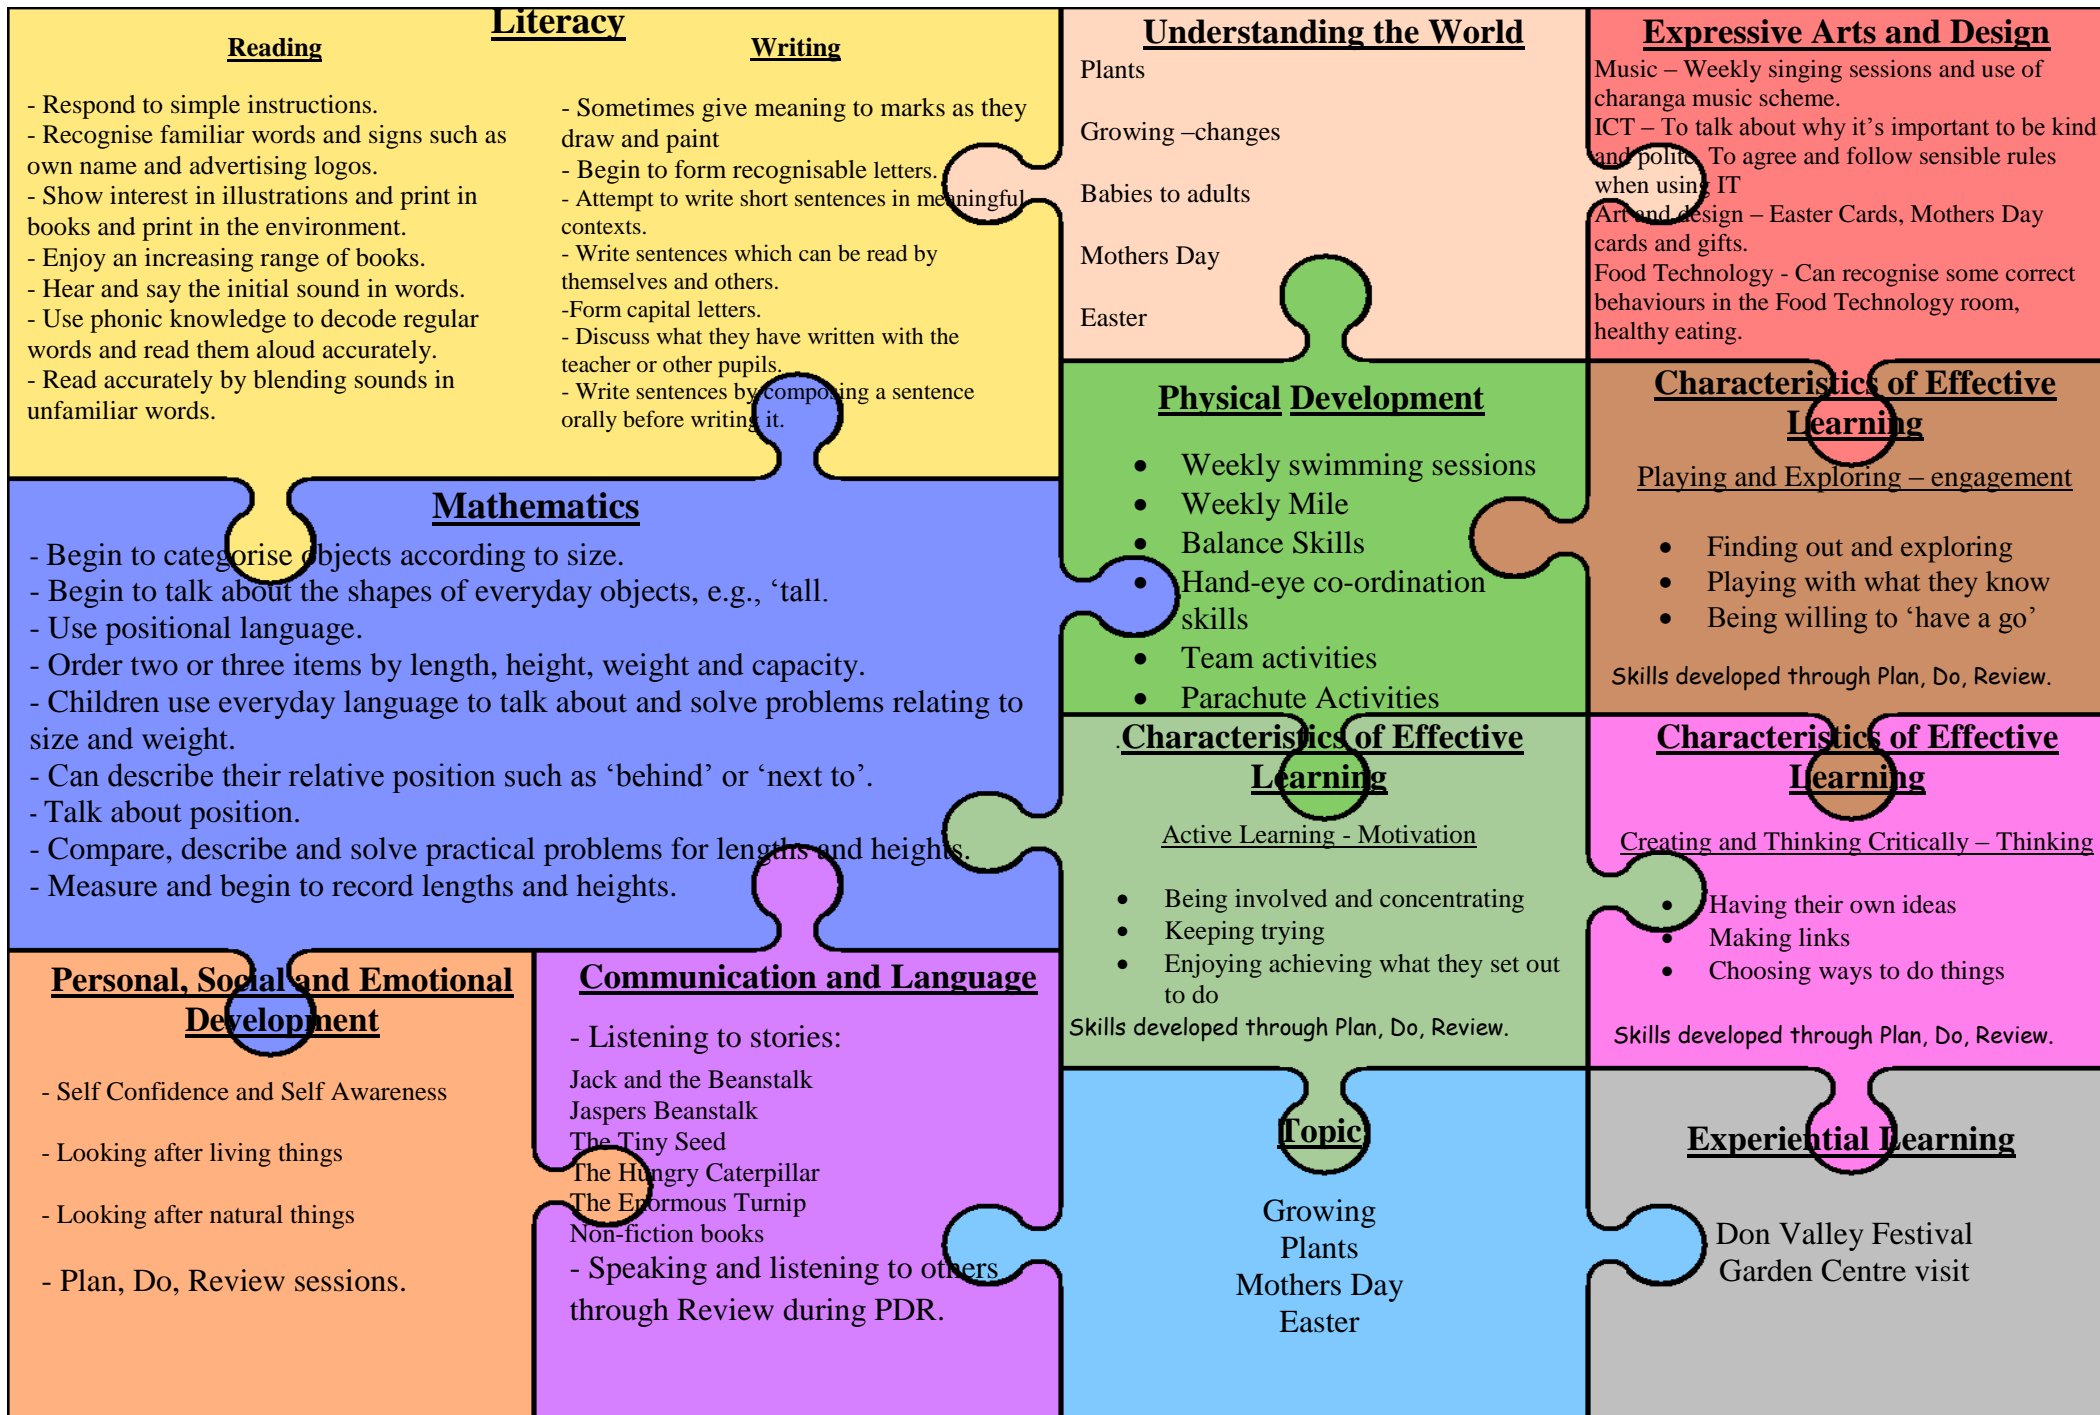 Literacy
Reading
- Respond to simple instructions.
- Recognise familiar words and signs such as
own name and advertising logos.
- Show interest in illustrations and print in
books and print in the environment.
- Enjoy an increasing range of books.
- Hear and say the initial sound in words.
- Use phonic knowledge to decode regular
words and read them aloud accurately.
- Read accurately by blending sounds in
unfamiliar words.
Writing
- Sometimes give meaning to marks as they
draw and paint
- Begin to form recognisable letters.
- Attempt to write short sentences in meaningful
contexts.
- Write sentences which can be read by
themselves and others.
-Form capital letters.
- Discuss what they have written with the
teacher or other pupils.
- Write sentences by composing a sentence
orally before writing it.
Understanding the World
Plants
Growing –changes
Babies to adults
Mothers Day
Easter
Expressive Arts and Design
Music – Weekly singing sessions and use of
charanga music scheme.
ICT – To talk about why it’s important to be kind
and polite. To agree and follow sensible rules
when using IT
Art and design – Easter Cards, Mothers Day
cards and gifts.
Food Technology - Can recognise some correct
behaviours in the Food Technology room,
healthy eating.
Mathematics
- Begin to categorise objects according to size.
- Begin to talk about the shapes of everyday objects, e.g., ‘tall.
- Use positional language.
- Order two or three items by length, height, weight and capacity.
- Children use everyday language to talk about and solve problems relating to
size and weight.
- Can describe their relative position such as ‘behind’ or ‘next to’.
- Talk about position.
- Compare, describe and solve practical problems for lengths and heights.
- Measure and begin to record lengths and heights.
Physical Development
• Weekly swimming sessions
• Weekly Mile
• Balance Skills
• Hand-eye co-ordination
skills
• Team activities
• Parachute Activities
Characteristics of Effective
Learning
Playing and Exploring – engagement
• Finding out and exploring
• Playing with what they know
• Being willing to ‘have a go’
Skills developed through Plan, Do, Review.
.Characteristics of Effective
Learning
Active Learning - Motivation
• Being involved and concentrating
• Keeping trying
• Enjoying achieving what they set out
to do
Skills developed through Plan, Do, Review.
Characteristics of Effective
Learning
Creating and Thinking Critically – Thinking
• Having their own ideas
• Making links
• Choosing ways to do things
Skills developed through Plan, Do, Review.
Personal, Social and Emotional
Development
- Self Confidence and Self Awareness
- Looking after living things
- Looking after natural things
- Plan, Do, Review sessions.
Communication and Language
- Listening to stories:
Jack and the Beanstalk
Jaspers Beanstalk
The Tiny Seed
The Hungry Caterpillar
The Enormous Turnip
Non-fiction books
- Speaking and listening to others
through Review during PDR.
Topic
Growing
Plants
Mothers Day
Easter
Experiential Learning
Don Valley Festival
Garden Centre visit